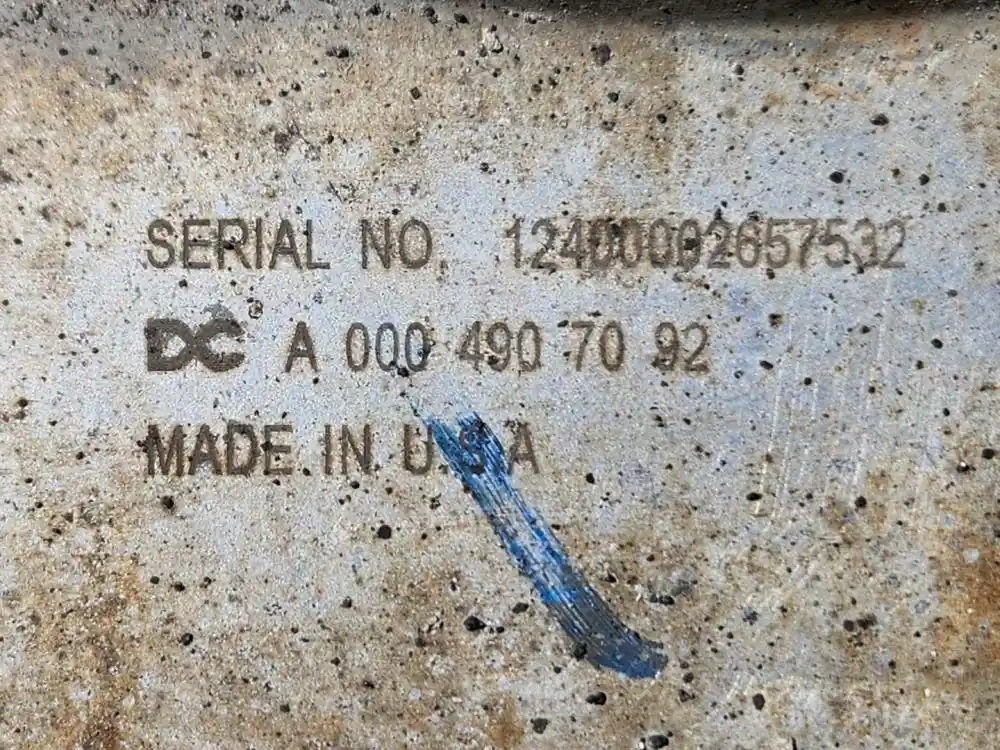 SERIAL NO. 12400002657532
DC® A 000 490 70 92
MADE IN U.S.A